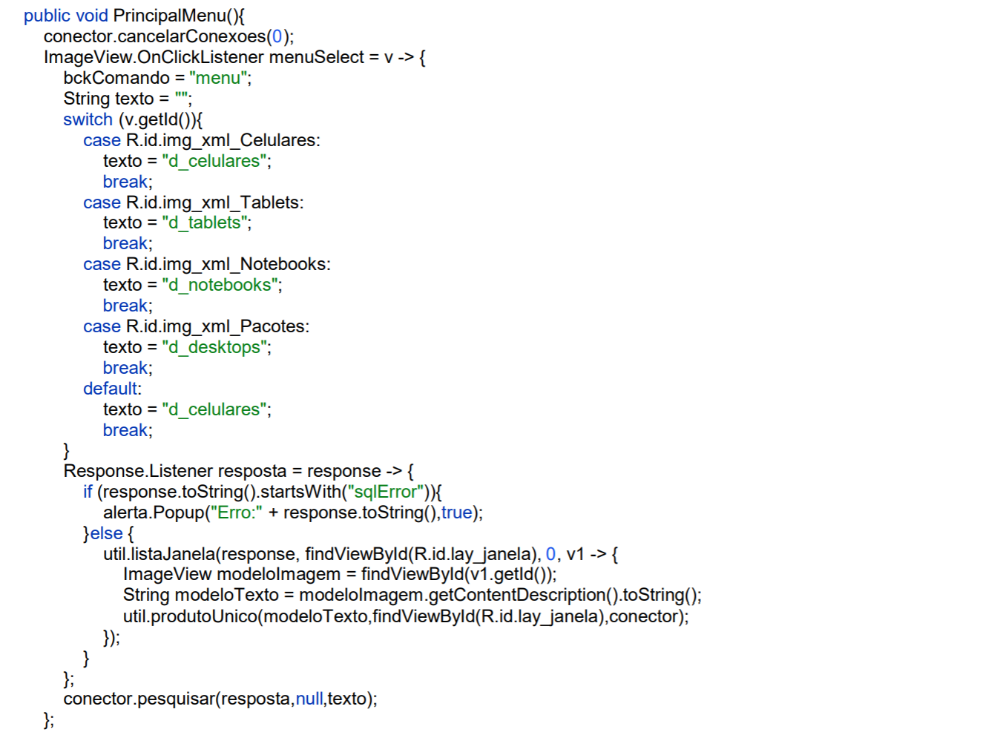 public void PrincipalMenu(){
conector.cancelarConexoes(0);
ImageView.OnClickListener menuSelect = v -> {
bckComando = "menu";
String texto = "";
switch (v.getId()){
case R.id.img_xml_Celulares:
texto = "d_celulares";
break;
case R.id.img_xml_Tablets:
texto = "d_tablets";
break;
case R.id.img_xml_Notebooks:
texto = "d_notebooks";
break;
case R.id.img_xml_Pacotes:
texto = "d_desktops";
break;
default:
texto = "d_celulares";
break;
}
Response.Listener resposta = response -> {
if (response.toString().startsWith("sqlError")){
alerta.Popup("Erro:" + response.toString(),true);
}else {
util.listaJanela(response, findViewById(R.id.lay_janela), 0, v1 -> {
ImageView modeloImagem = findViewById(v1.getId());
String modeloTexto = modeloImagem.getContentDescription().toString();
util.produtoUnico(modeloTexto,findViewById(R.id.lay_janela),conector);
});
}
};
conector.pesquisar(resposta,null,texto);
};